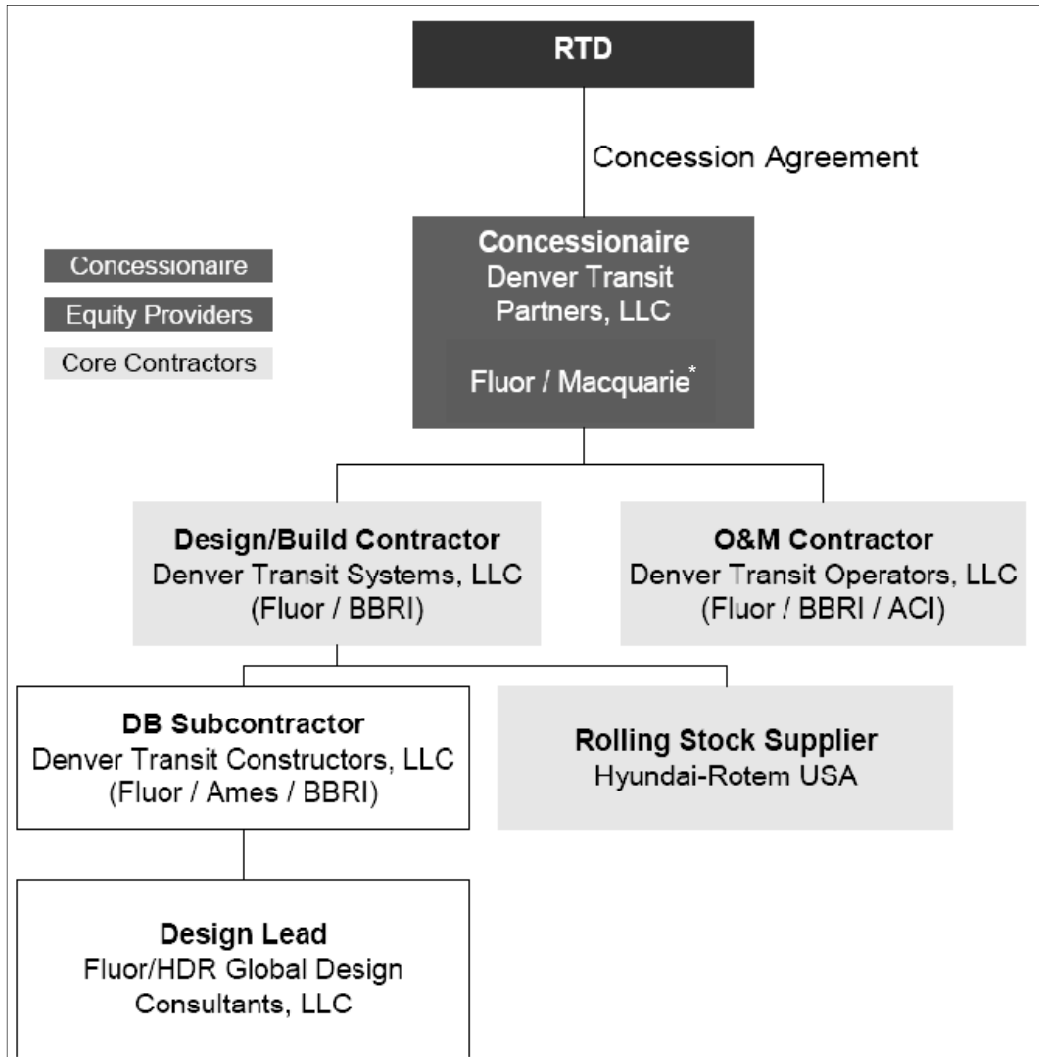 RTD
Concession Agreement
Concessionaire
Denver Transit
Partners, LLC
Fluor / Macquarie*
Concessionaire
Equity Providers
Core Contractors
Design/Build Contractor
Denver Transit Systems, LLC
(Fluor / BBRI)
O&M Contractor
Denver Transit Operators, LLC
(Fluor / BBRI / ACI)
DB Subcontractor
Denver Transit Constructors, LLC
(Fluor / Ames / BBRI)
Rolling Stock Supplier
Hyundai-Rotem USA
Design Lead
Fluor/HDR Global Design
Consultants, LLC